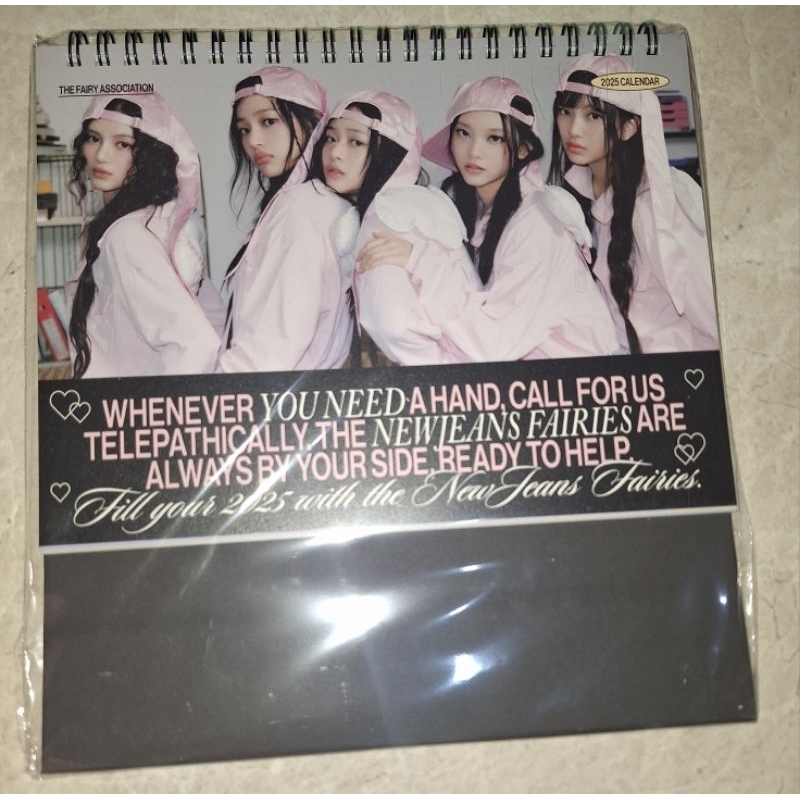 THE FAIRY ASSOCIATION
2025 CALENDAR
WHENEVER YOU NEED A HAND, CALL FOR US
TELEPATHICALLY, THE NEWJEANS FAIRIES ARE
ALWAYS BY YOUR SIDE, READY TO HELP.
Fill your 2025 with the NewJeans Fairies.